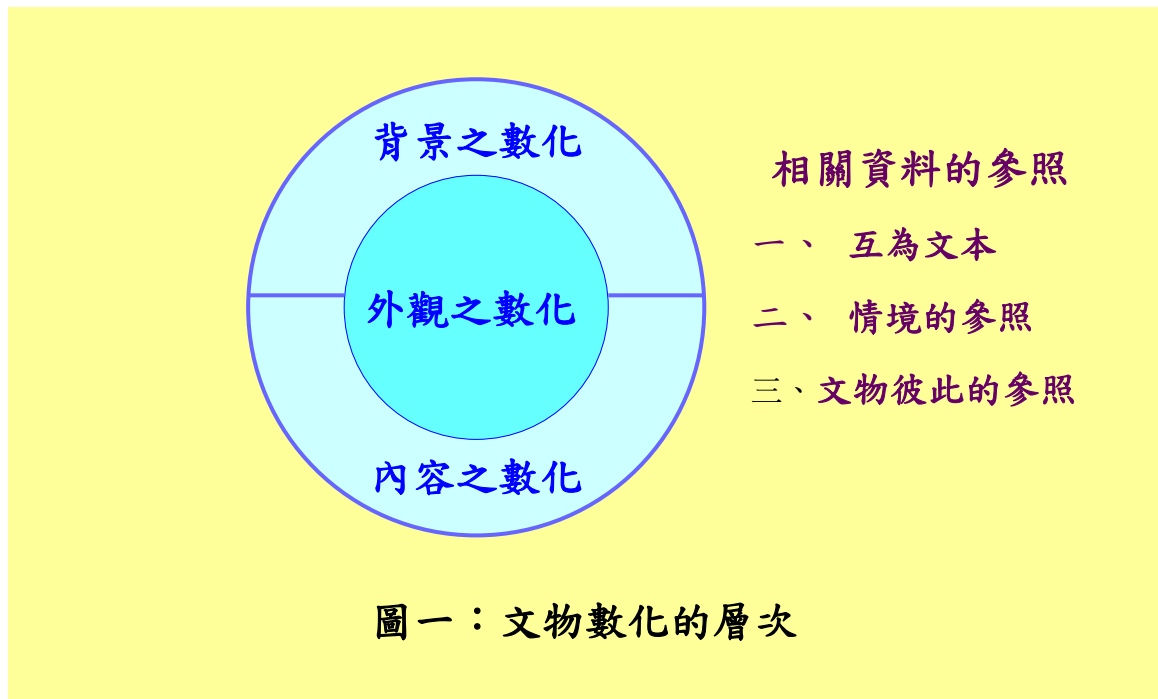 背景之數化
外觀之數化
內容之數化
相關資料的參照
一、 互為文本
二、 情境的參照
三、文物彼此的參照
圖一：文物數化的層次